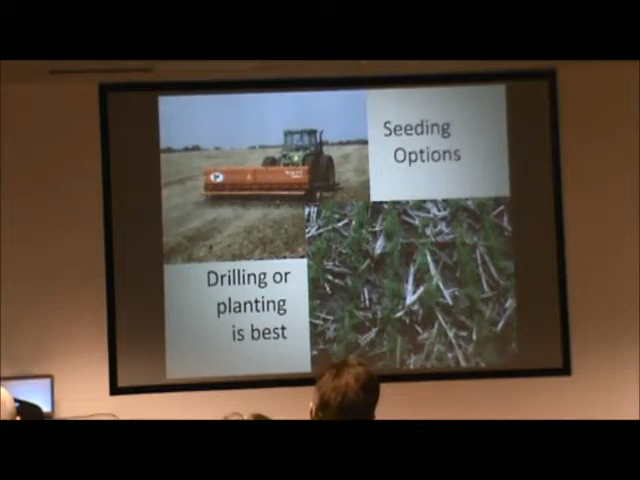 Seeding
Options
Drilling or
planting
is best